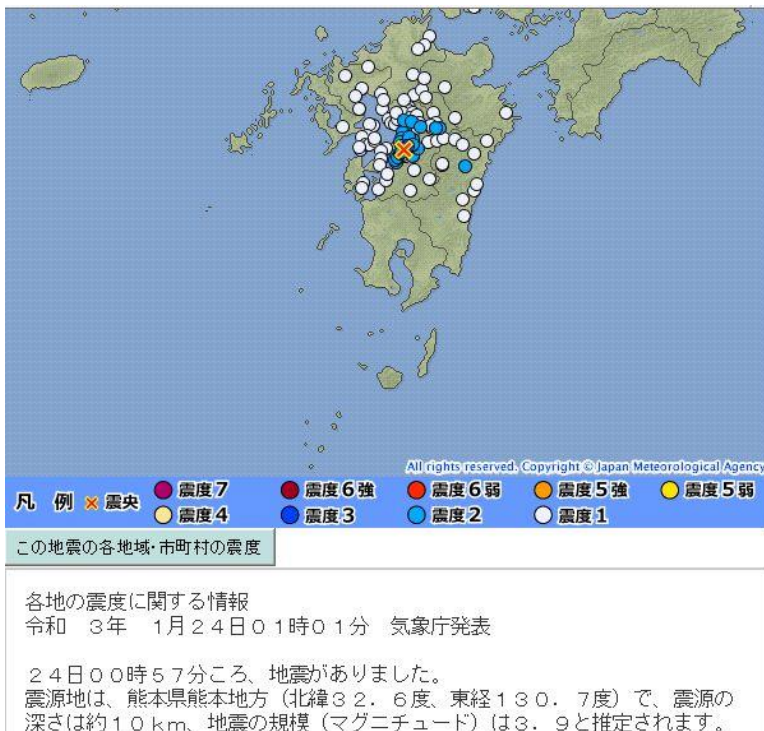 All rights reserved. Copyright © Japan Meteorological Agency
凡 例 震央 震度7 震度6強 震度6弱 震度5強 震度5弱
震度4 震度3 震度2 震度1
この地震の各地域・市町村の震度
各地の震度に関する情報
令和 3年 1月24日01時01分 気象庁発表
24日00時57分ころ、地震がありました。
震源地は、熊本県熊本地方(北緯32.6度、東経130.7度)で、震源の
深さは約10km、地震の規模(マグニチュード)は3.9と推定されます。